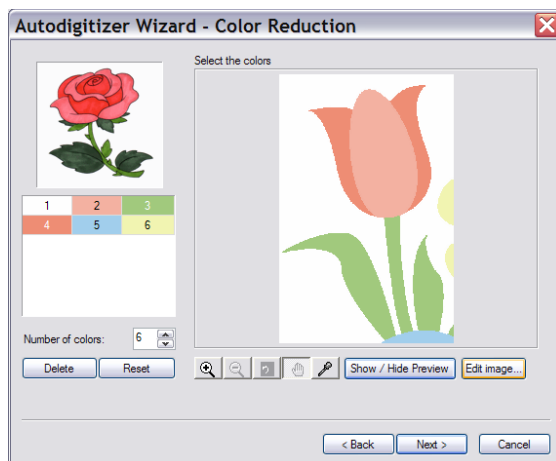 Autodigitizer Wizard - Color Reduction
Select the colors
1 2 3
4 5 6
Number of colors: 6
Delete Reset
Show / Hide Preview Edit image...
< Back Next > Cancel